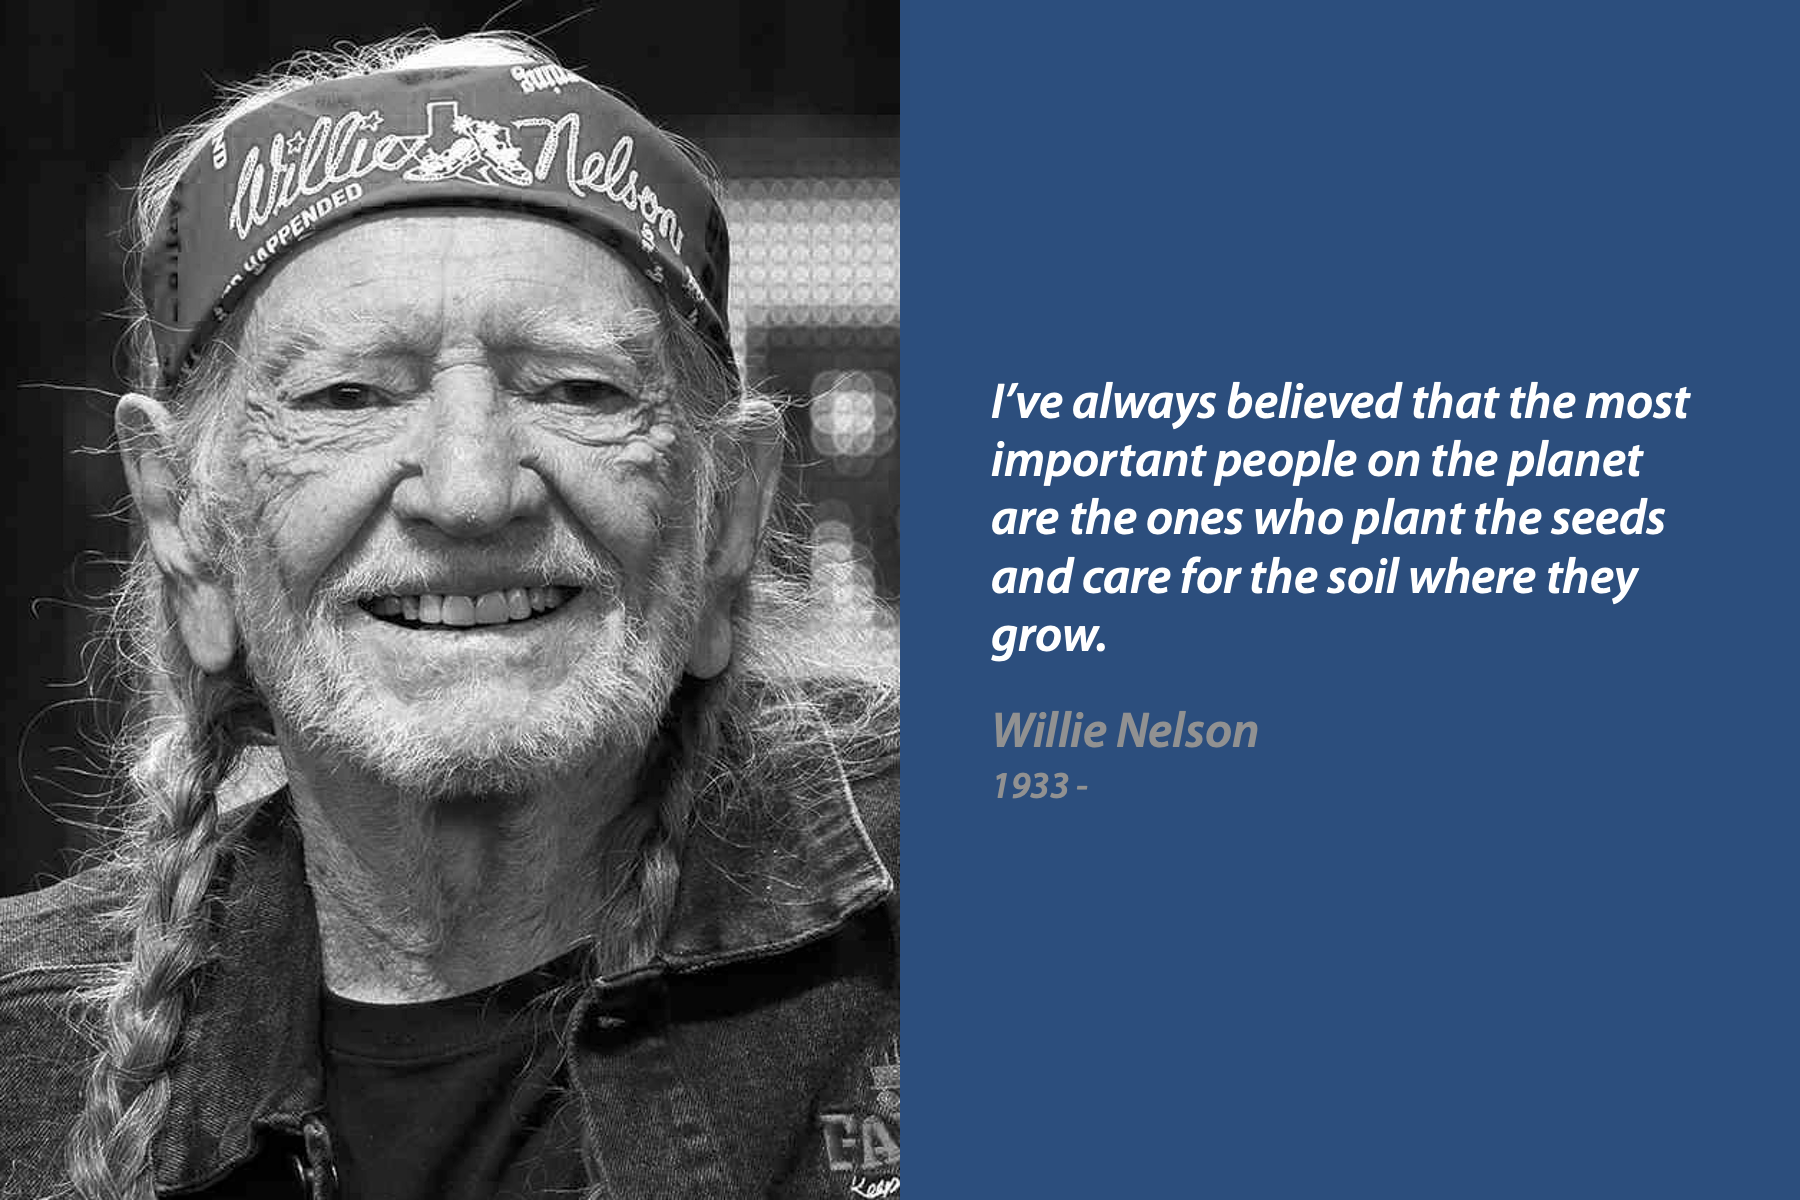 Willie Nelson
HAPPENED
I've always believed that the most
important people on the planet
are the ones who plant the seeds
and care for the soil where they
grow.
Willie Nelson
1933 -